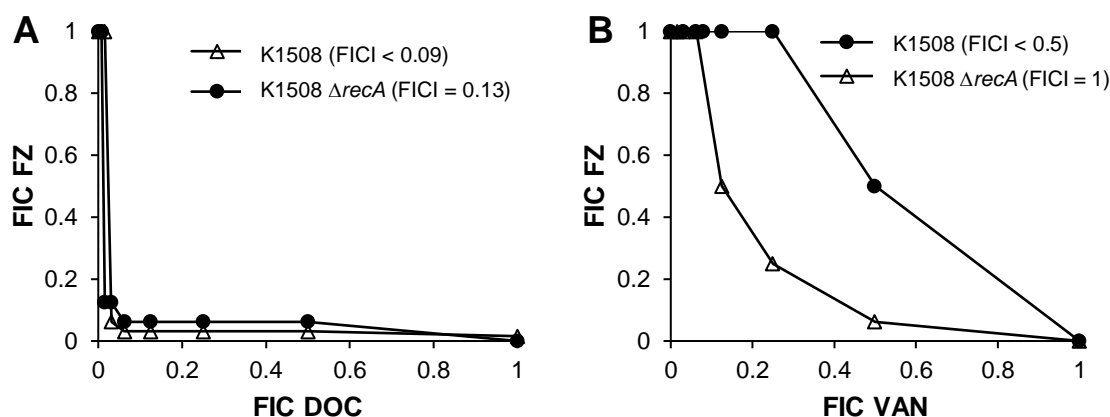 A
K1508 (FICI < 0.09)
K1508 ΔrecA (FICI = 0.13)
1
0.8
0.6
0.4
0.2
0
FIC FZ
0 0.2 0.4 0.6 0.8 1
FIC DOC
B
K1508 (FICI < 0.5)
K1508 ΔrecA (FICI = 1)
1
0.8
0.6
0.4
0.2
0
FIC FZ
0 0.2 0.4 0.6 0.8 1
FIC VAN